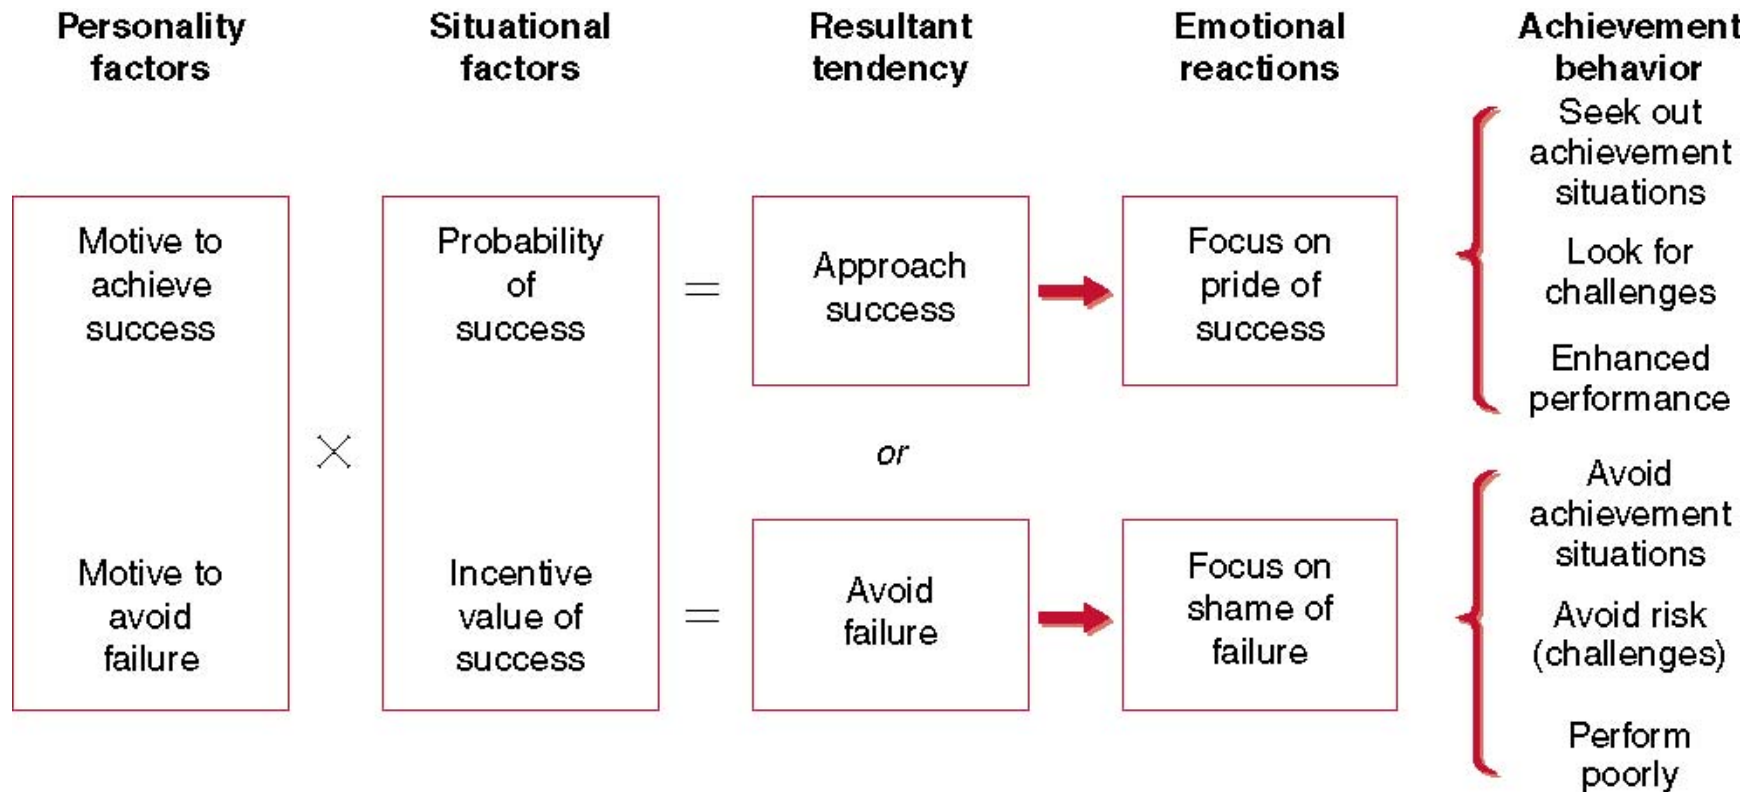 Personality
factors
Situational
factors
Resultant
tendency
Emotional
reactions
Achievement
behavior
Motive to
achieve
success
Motive to
avoid
failure
×
Probability
of
success
Incentive
value of
success
=
Approach
success
or
=
Avoid
failure
Focus on
pride of
success
Focus on
shame of
failure
Seek out
achievement
situations
Look for
challenges
Enhanced
performance
Avoid
achievement
situations
Avoid risk
(challenges)
Perform
poorly